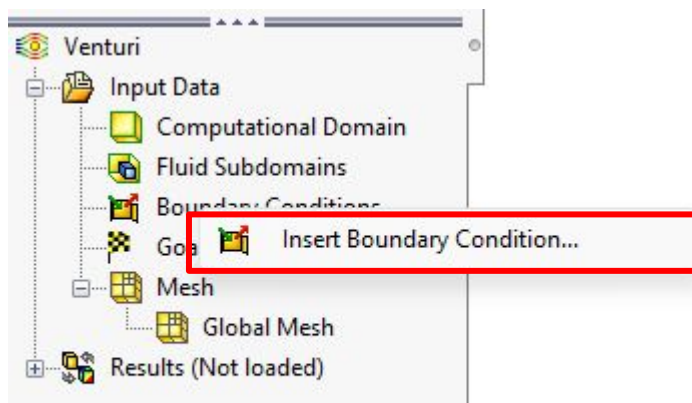 Venturi
Input Data
Computational Domain
Fluid Subdomains
Boundary Conditions
Goa
Insert Boundary Condition...
Mesh
Global Mesh
Results (Not loaded)